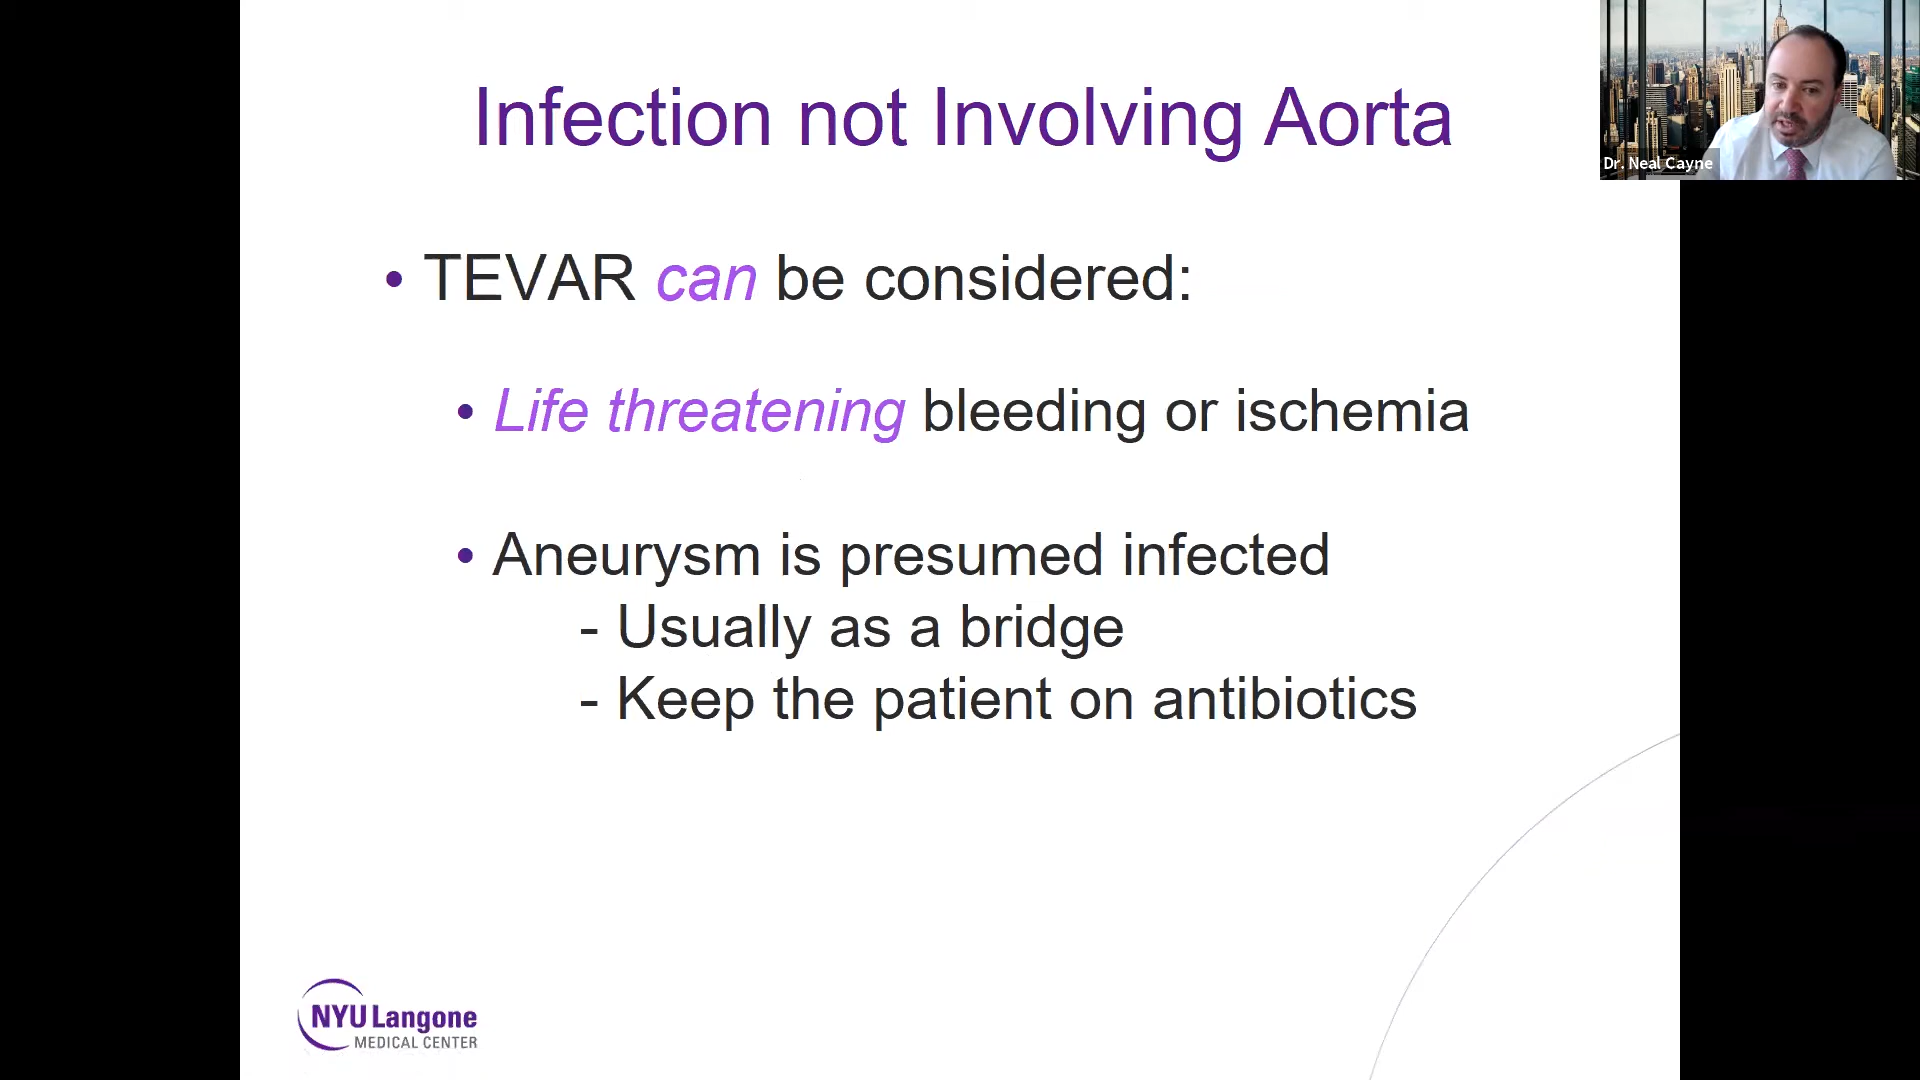 Infection not Involving Aorta
Dr. Neal Cayne
• TEVAR can be considered:
• Life threatening bleeding or ischemia
• Aneurysm is presumed infected
- Usually as a bridge
- Keep the patient on antibiotics
NYU Langone
MEDICAL CENTER